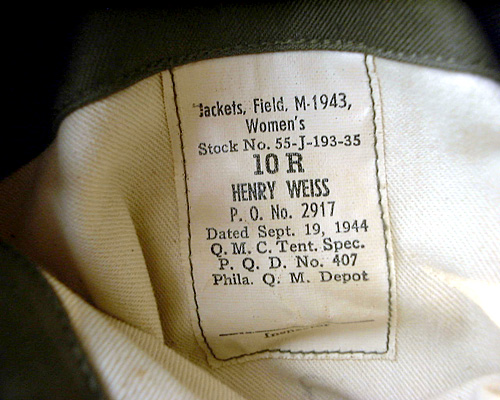 Jackets, Field, M-1943,
Women's
Stock No. 55-J-193-35
10 R
HENRY WEISS
P. O. No. 2917
Dated Sept. 19, 1944
Q. M. C. Tent. Spec.
P. Q. D. No. 407
Phila. Q. M. Depot